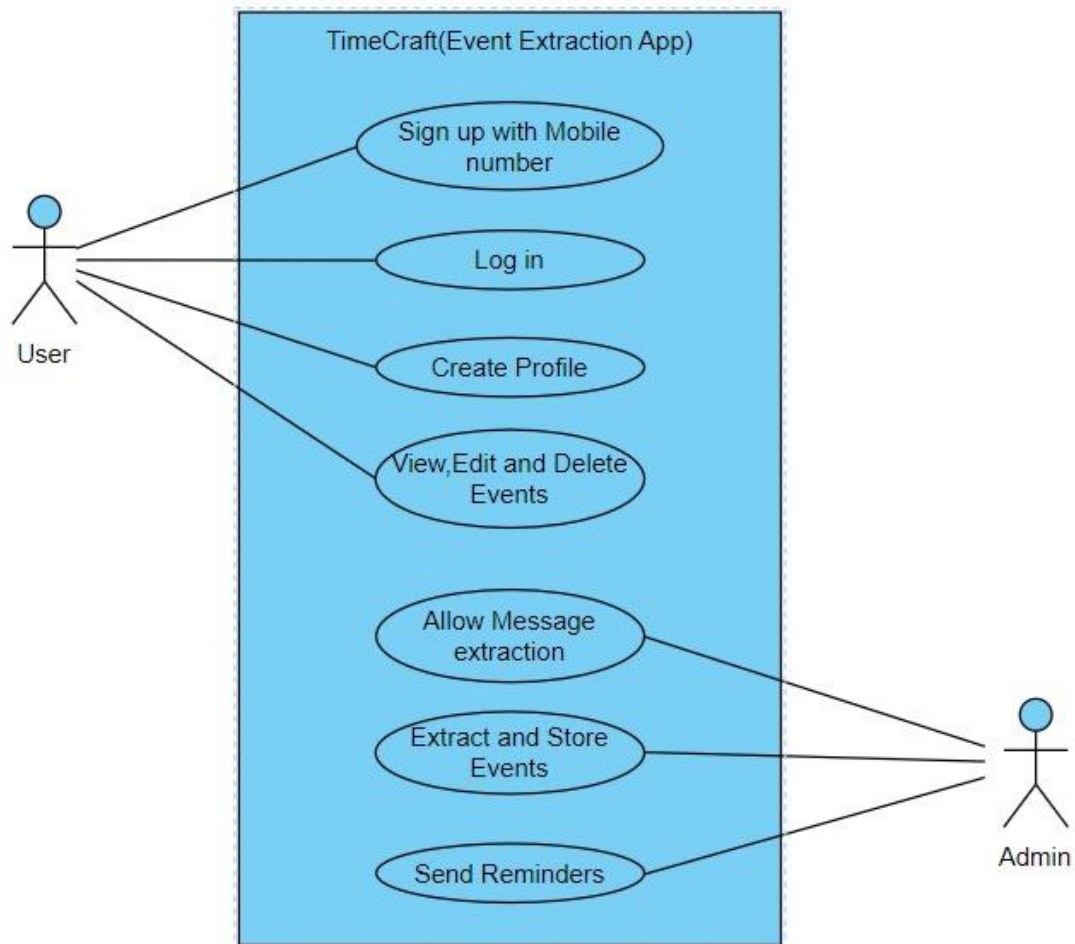 TimeCraft(Event Extraction App)
Sign up with Mobile
number
Log in
User
Create Profile
View,Edit and Delete
Events
Allow Message
extraction
Extract and Store
Events
Admin
Send Reminders